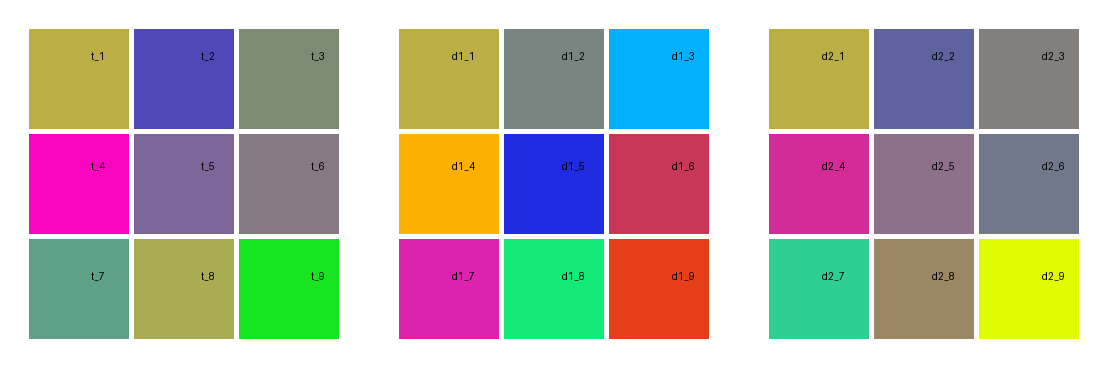 t_1 t_2 t_3 d1_1 d1_2 d1_3 d2_1 d2_2 d2_3
t_4 t_5 t_6 d1_4 d1_5 d1_6 d2_4 d2_5 d2_6
t_7 t_8 t_9 d1_7 d1_8 d1_9 d2_7 d2_8 d2_9